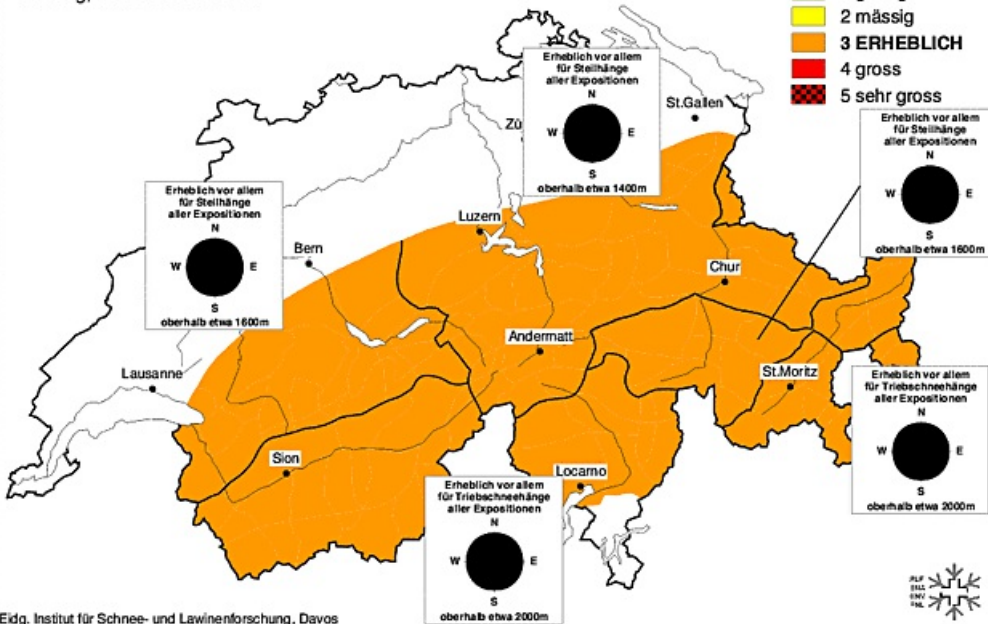 2 mässig
3 ERHEBLICH
4 gross
5 sehr gross
Erheblich vor allem
für Steilhänge
aller Expositionen
N
W E
S
oberhalb etwa 1400m
St.Gallen
Zü
Erheblich vor allem
für Steilhänge
aller Expositionen
N
W E
S
oberhalb etwa 1600m
Erheblich vor allem
für Steilhänge
aller Expositionen
N
W E
S
oberhalb etwa 1600m
Luzern
Bern
Chur
Andermatt
Lausanne
St.Moritz
Erheblich vor allem
für Triebschneehänge
aller Expositionen
N
W E
S
oberhalb etwa 2000m
Sion
Locarno
Erheblich vor allem
für Triebschneehänge
aller Expositionen
N
W E
S
oberhalb etwa 2000m
SLF
ENA
Eidg. Institut für Schnee- und Lawinenforschung, Davos